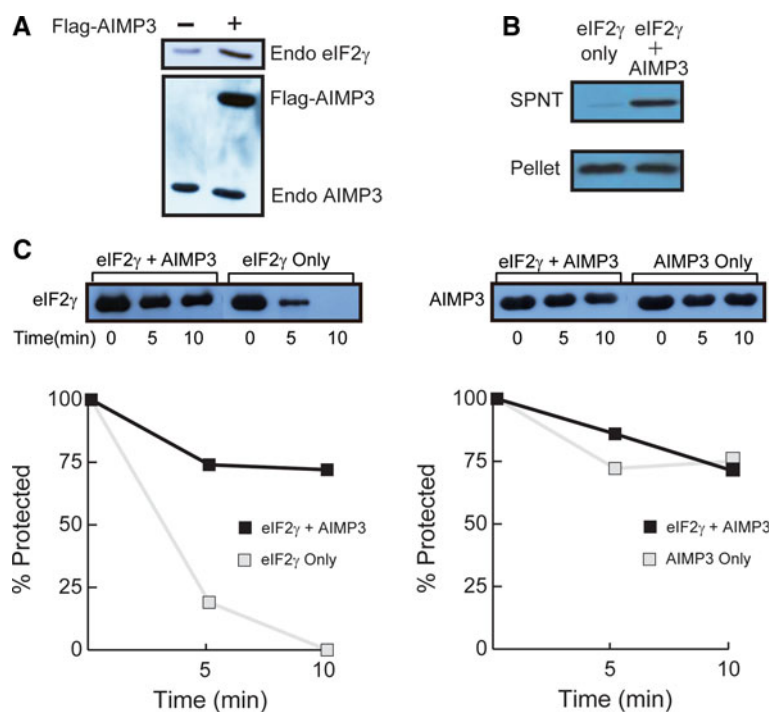 A
Flag-AIMP3 − +
Endo eIF2γ
Flag-AIMP3
Endo AIMP3
B
eIF2γ only
eIF2γ + AIMP3
SPNT
Pellet
C
eIF2γ + AIMP3 eIF2γ Only
eIF2γ
Time(min) 0 5 10 0 5 10
% Protected
100
75
50
25
0
eIF2γ + AIMP3
eIF2γ Only
5 10
Time (min)
eIF2γ + AIMP3 AIMP3 Only
AIMP3
0 5 10 0 5 10
% Protected
100
75
50
25
0
eIF2γ + AIMP3
AIMP3 Only
5 10
Time (min)